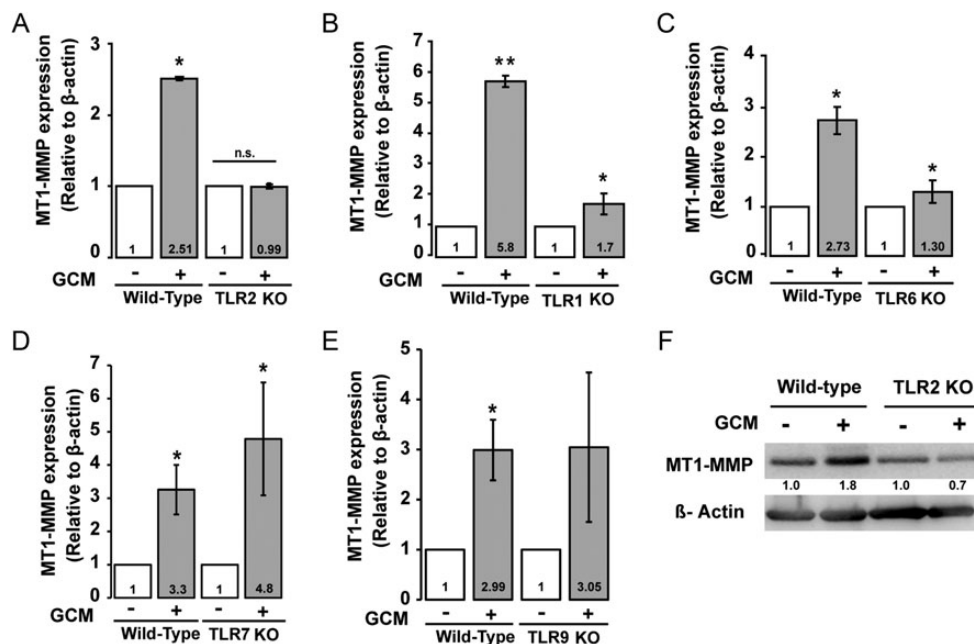 A
MT1-MMP expression
(Relative to β-actin)
3
2
1
0
*
n.s.
1
2.51
1
0.99
GCM
-
+
-
+
Wild-Type
TLR2 KO
B
MT1-MMP expression
(Relative to β-actin)
7
6
5
4
3
2
1
0
**
*
1
5.8
1
1.7
GCM
-
+
-
+
Wild-Type
TLR1 KO
C
MT1-MMP expression
(Relative to β-actin)
4
3
2
1
0
*
*
1
2.73
1
1.30
GCM
-
+
-
+
Wild-Type
TLR6 KO
D
MT1-MMP expression
(Relative to β-actin)
7
6
5
4
3
2
1
0
*
*
1
3.3
1
4.8
GCM
-
+
-
+
Wild-Type
TLR7 KO
E
MT1-MMP expression
(Relative to β-actin)
5
4
3
2
1
0
*
1
2.99
1
3.05
GCM
-
+
-
+
Wild-Type
TLR9 KO
F
Wild-type
TLR2 KO
GCM
-
+
-
+
MT1-MMP
1.0
1.8
1.0
0.7
ß- Actin